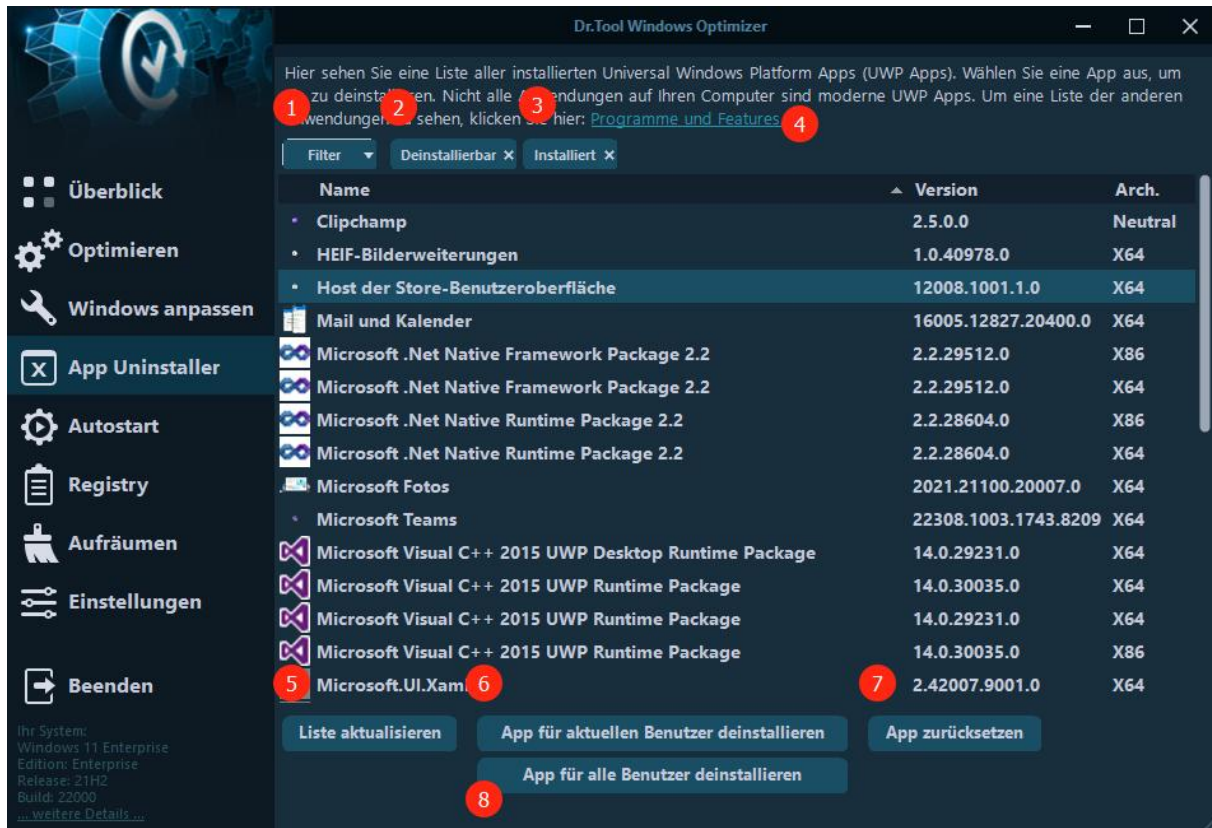 Dr.Tool Windows Optimizer
Hier sehen Sie eine Liste aller installierten Universal Windows Platform Apps (UWP Apps). Wählen Sie eine App aus, um
zu deinstallieren. Nicht alle Anwendungen auf Ihren Computer sind moderne UWP Apps. Um eine Liste der anderen
Anwendungen zu sehen, klicken Sie hier: Programme und Features
1 2 3 4
Filter Deinstallierbar × Installiert ×
Name Version Arch.
Clipchamp 2.5.0.0 Neutral
HEIF-Bilderweiterungen 1.0.40978.0 X64
Host der Store-Benutzeroberfläche 12008.1001.1.0 X64
Mail und Kalender 16005.12827.20400.0 X64
Microsoft .Net Native Framework Package 2.2 2.2.29512.0 X86
Microsoft .Net Native Framework Package 2.2 2.2.29512.0 X64
Microsoft .Net Native Runtime Package 2.2 2.2.28604.0 X86
Microsoft .Net Native Runtime Package 2.2 2.2.28604.0 X64
Microsoft Fotos 2021.21100.20007.0 X64
Microsoft Teams 22308.1003.1743.8209 X64
Microsoft Visual C++ 2015 UWP Desktop Runtime Package 14.0.29231.0 X64
Microsoft Visual C++ 2015 UWP Runtime Package 14.0.30035.0 X64
Microsoft Visual C++ 2015 UWP Runtime Package 14.0.29231.0 X64
Microsoft Visual C++ 2015 UWP Runtime Package 14.0.30035.0 X86
Microsoft.UI.Xaml 2.42007.9001.0 X64
5 6 7
Liste aktualisieren App für aktuellen Benutzer deinstallieren App zurücksetzen
App für alle Benutzer deinstallieren
8
Überblick
Optimieren
Windows anpassen
App Uninstaller
Autostart
Registry
Aufräumen
Einstellungen
Beenden
Ihr System:
Windows 11 Enterprise
Edition: Enterprise
Release: 21H2
Build: 22000
... weitere Details ...